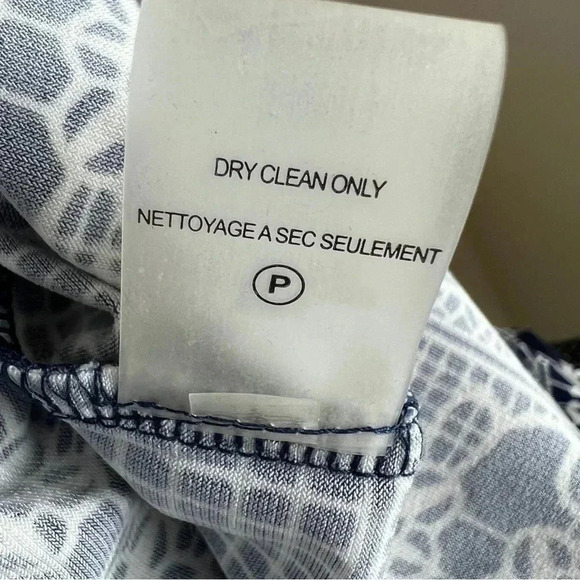 DRY CLEAN ONLY
NETTOYAGE A SEC SEULEMENT
P